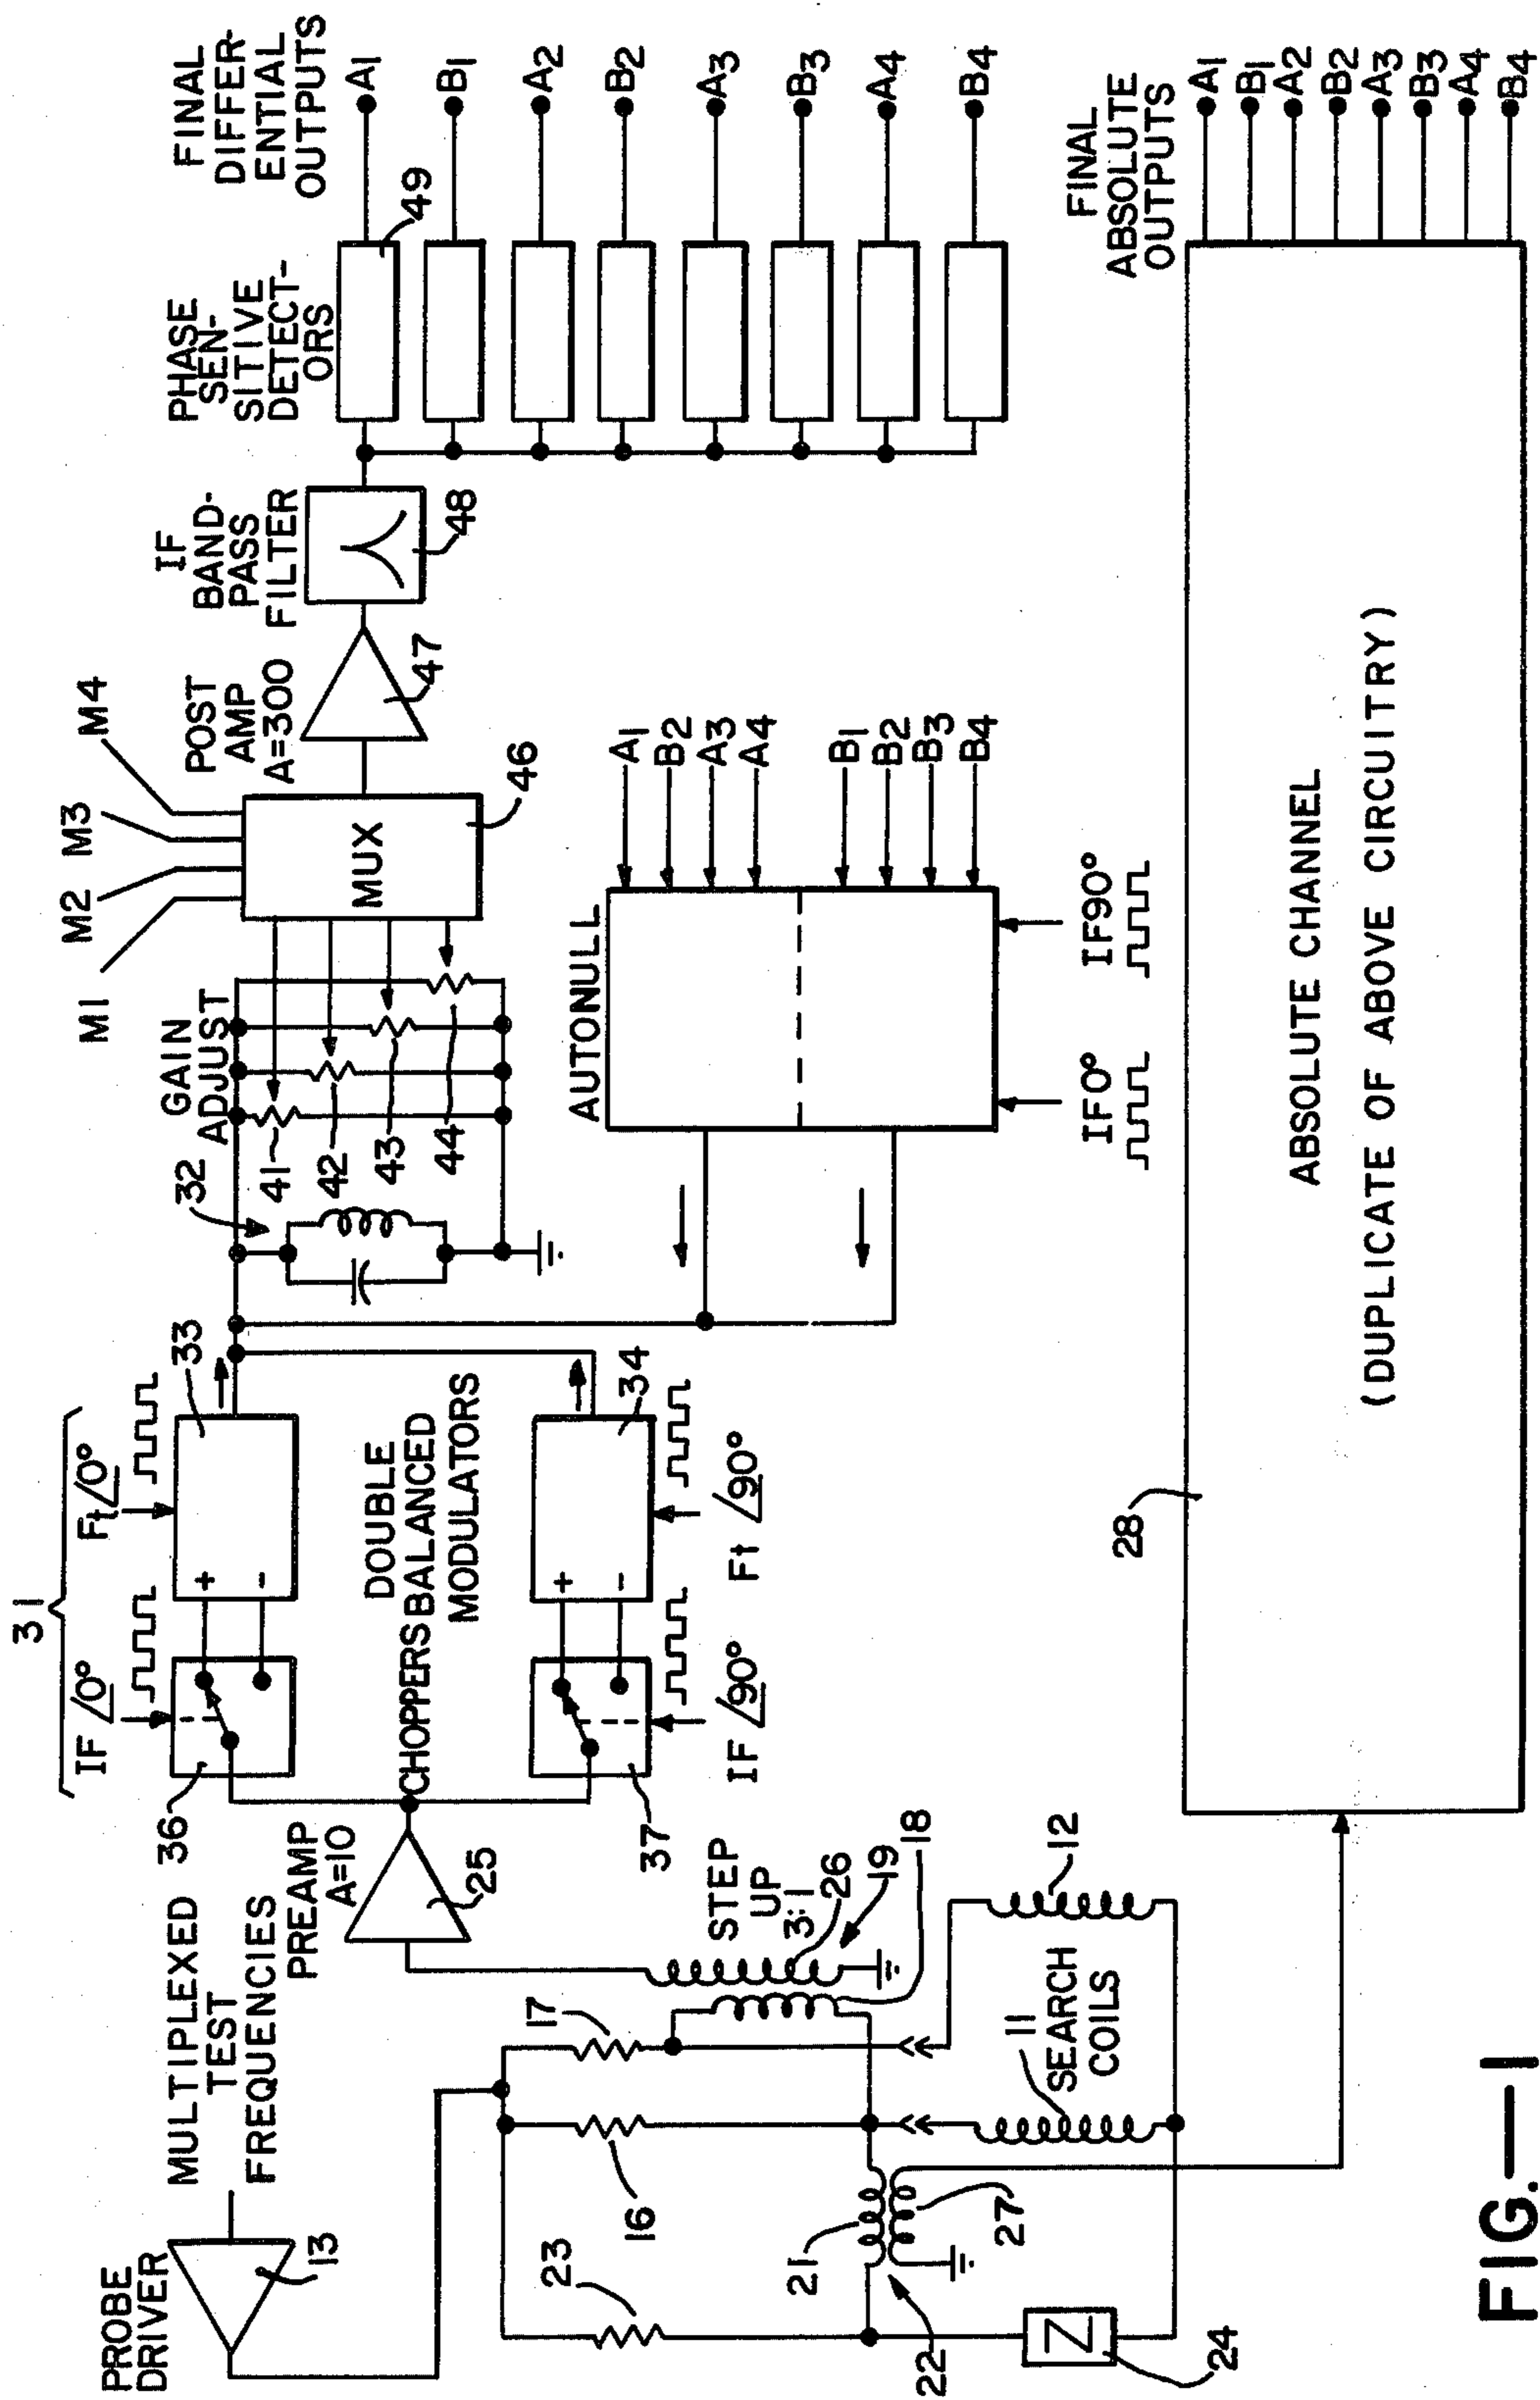 31
IF /0°
Ft /0°
36
33
PROBE
DRIVER
13
MULTIPLEXED
TEST
FREQUENCIES
PREAMP
A=10
25
CHOPPERS
DOUBLE
BALANCED
MODULATORS
37
34
IF /90°
Ft /90°
32
GAIN
ADJUST
41
42
43
44
M1
M2
M3
M4
MUX
46
POST
AMP
A=300
47
IF
BAND-
PASS
FILTER
48
PHASE
SEN-
SITIVE
DETECT-
ORS
49
FINAL
DIFFER-
ENTIAL
OUTPUTS
A1
B1
A2
B2
A3
B3
A4
B4
AUTONULL
A1
B2
A3
A4
B1
B2
B3
B4
IF0°
IF90°
23
16
17
STEP
UP
3:1
26
19
18
21
22
27
24
11
SEARCH
COILS
12
28
ABSOLUTE CHANNEL
(DUPLICATE OF ABOVE CIRCUITRY)
FINAL
ABSOLUTE
OUTPUTS
A1
B1
A2
B2
A3
B3
A4
B4
+
-
+
-
Z
FIG.—1